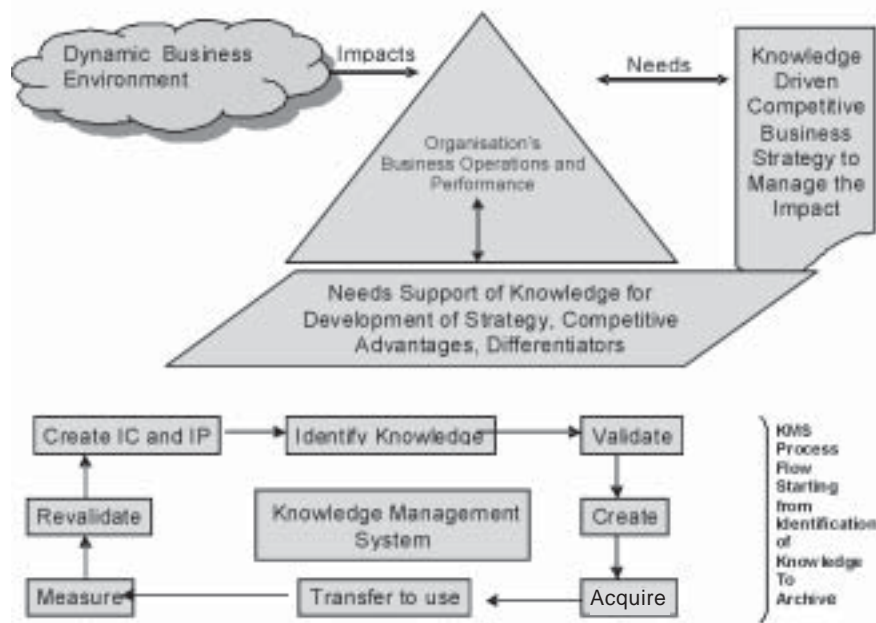 Dynamic Business
Environment
Impacts
Needs
Knowledge
Driven
Competitive
Business
Strategy to
Manage the
Impact
Organisation's
Business Operations and
Performance
Needs Support of Knowledge for
Development of Strategy, Competitive
Advantages, Differentiators
Create IC and IP
Identify Knowledge
Validate
Revalidate
Knowledge Management
System
Create
Measure
Transfer to use
Acquire
KMS
Process
Flow
Starting
from
Identification
of
Knowledge
To
Archive